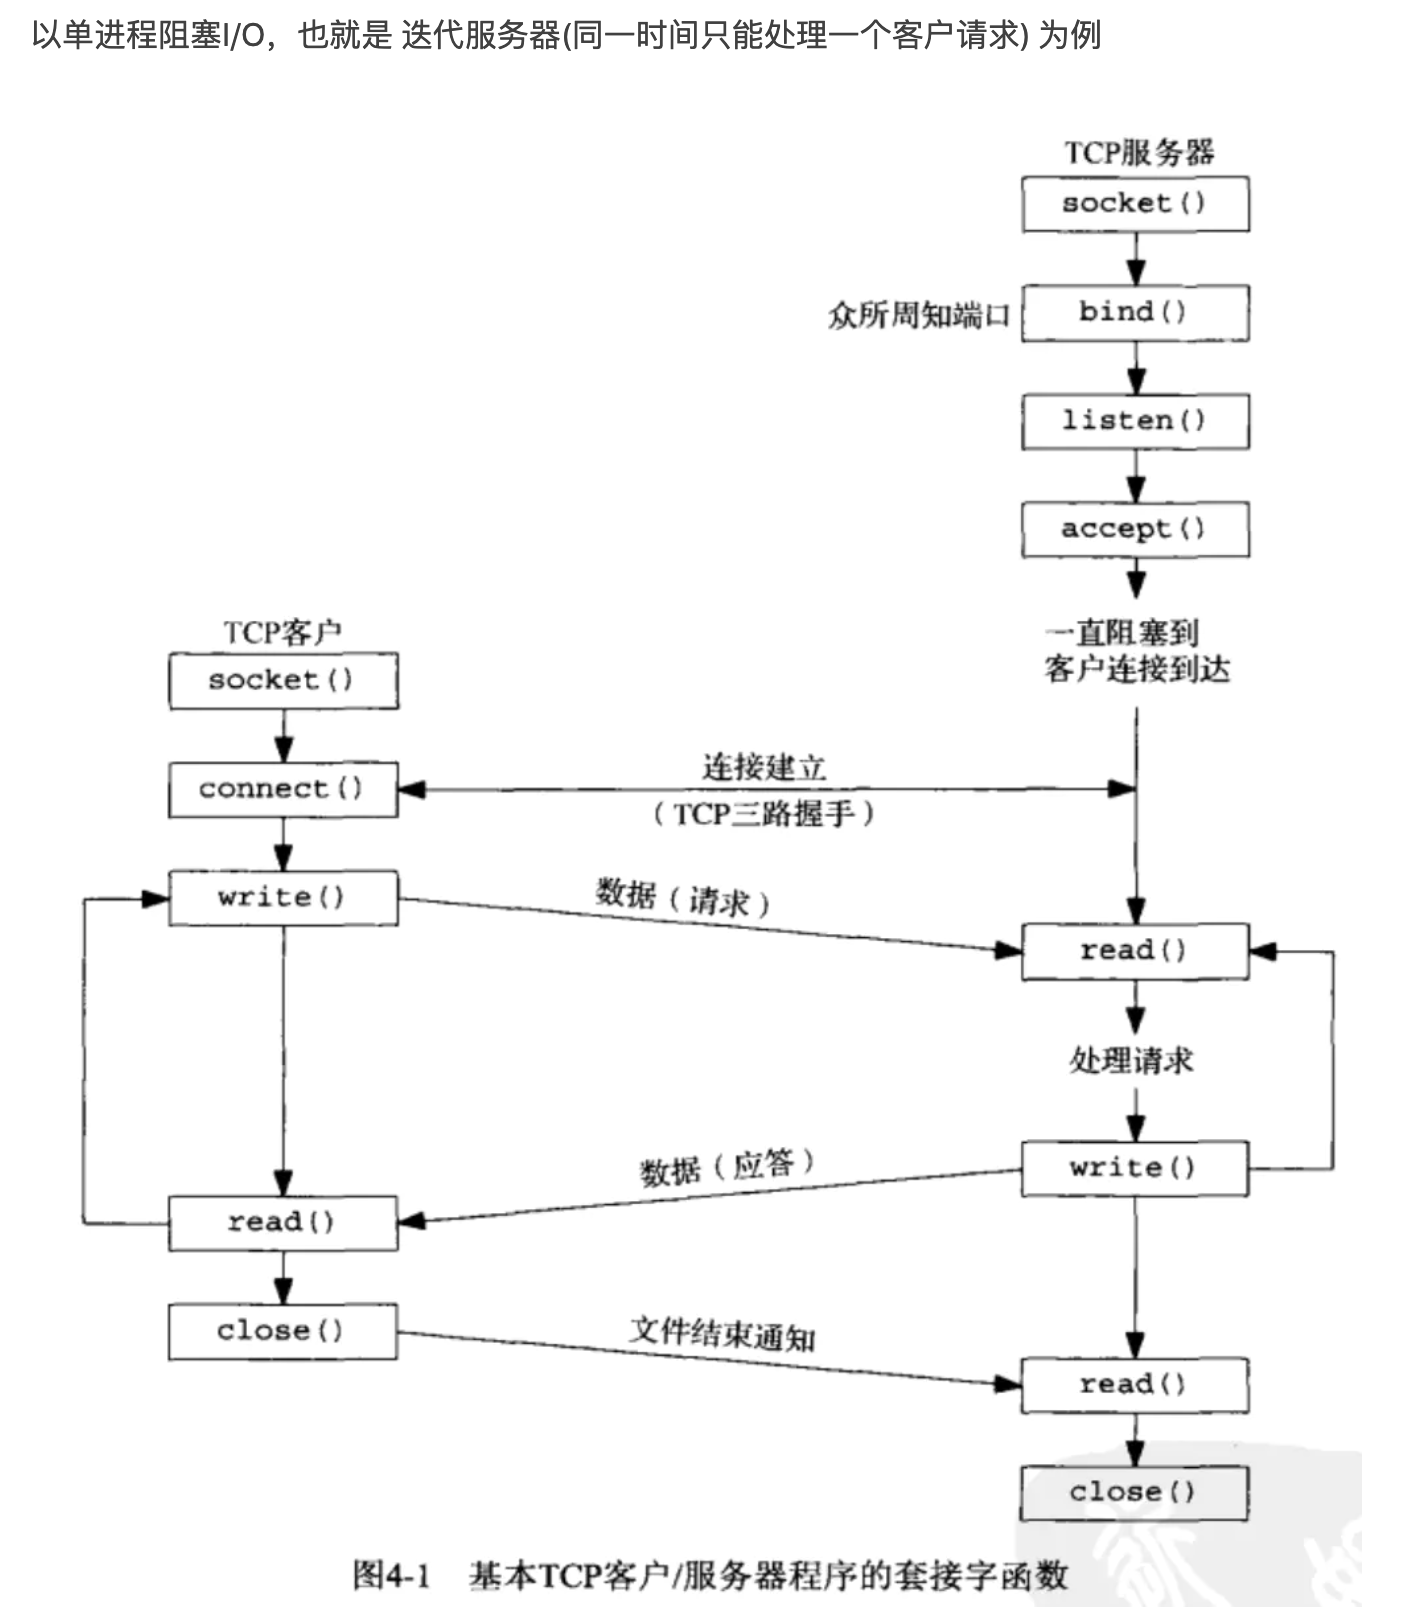 以单进程阻塞I/O，也就是 迭代服务器(同一时间只能处理一个客户请求) 为例
TCP服务器
socket()
众所周知端口
bind()
listen()
accept()
一直阻塞到
客户连接到达
TCP客户
socket()
connect()
连接建立
（TCP三路握手）
write()
数据（请求）
read()
处理请求
write()
数据（应答）
read()
close()
文件结束通知
read()
close()
图4-1 基本TCP客户/服务器程序的套接字函数